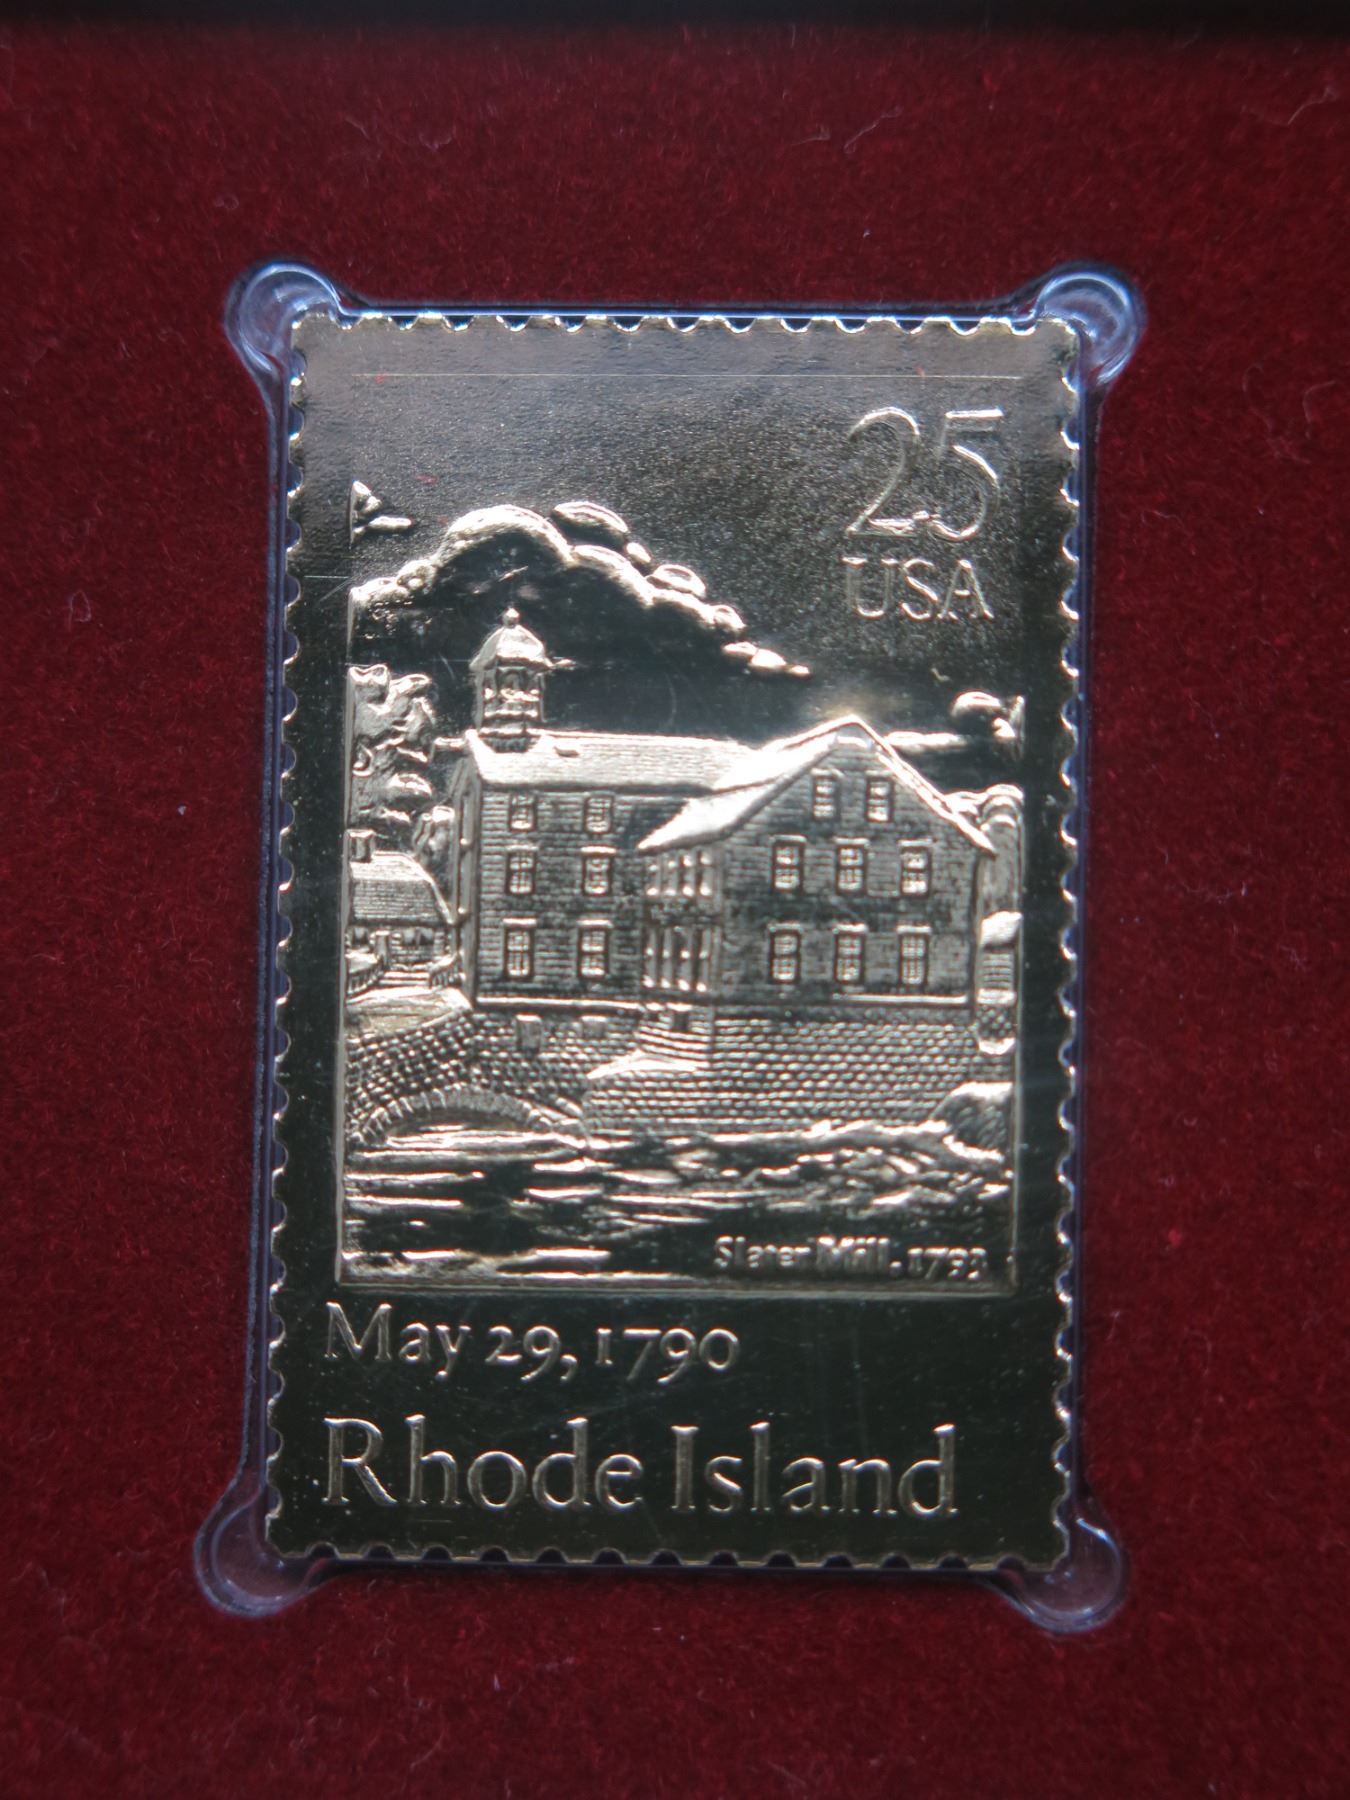 25
USA
Slater Mill, 1793
May 29, 1790
Rhode Island